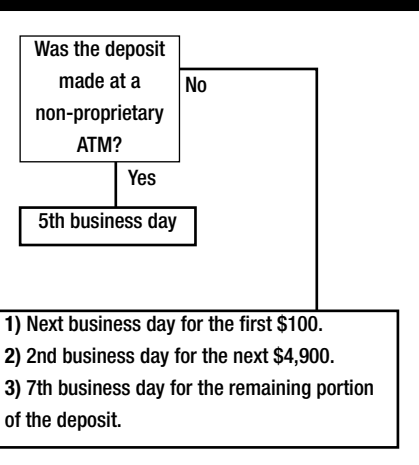 Was the deposit
made at a
non-proprietary
ATM?
No
Yes
5th business day
1) Next business day for the first $100.
2) 2nd business day for the next $4,900.
3) 7th business day for the remaining portion
of the deposit.